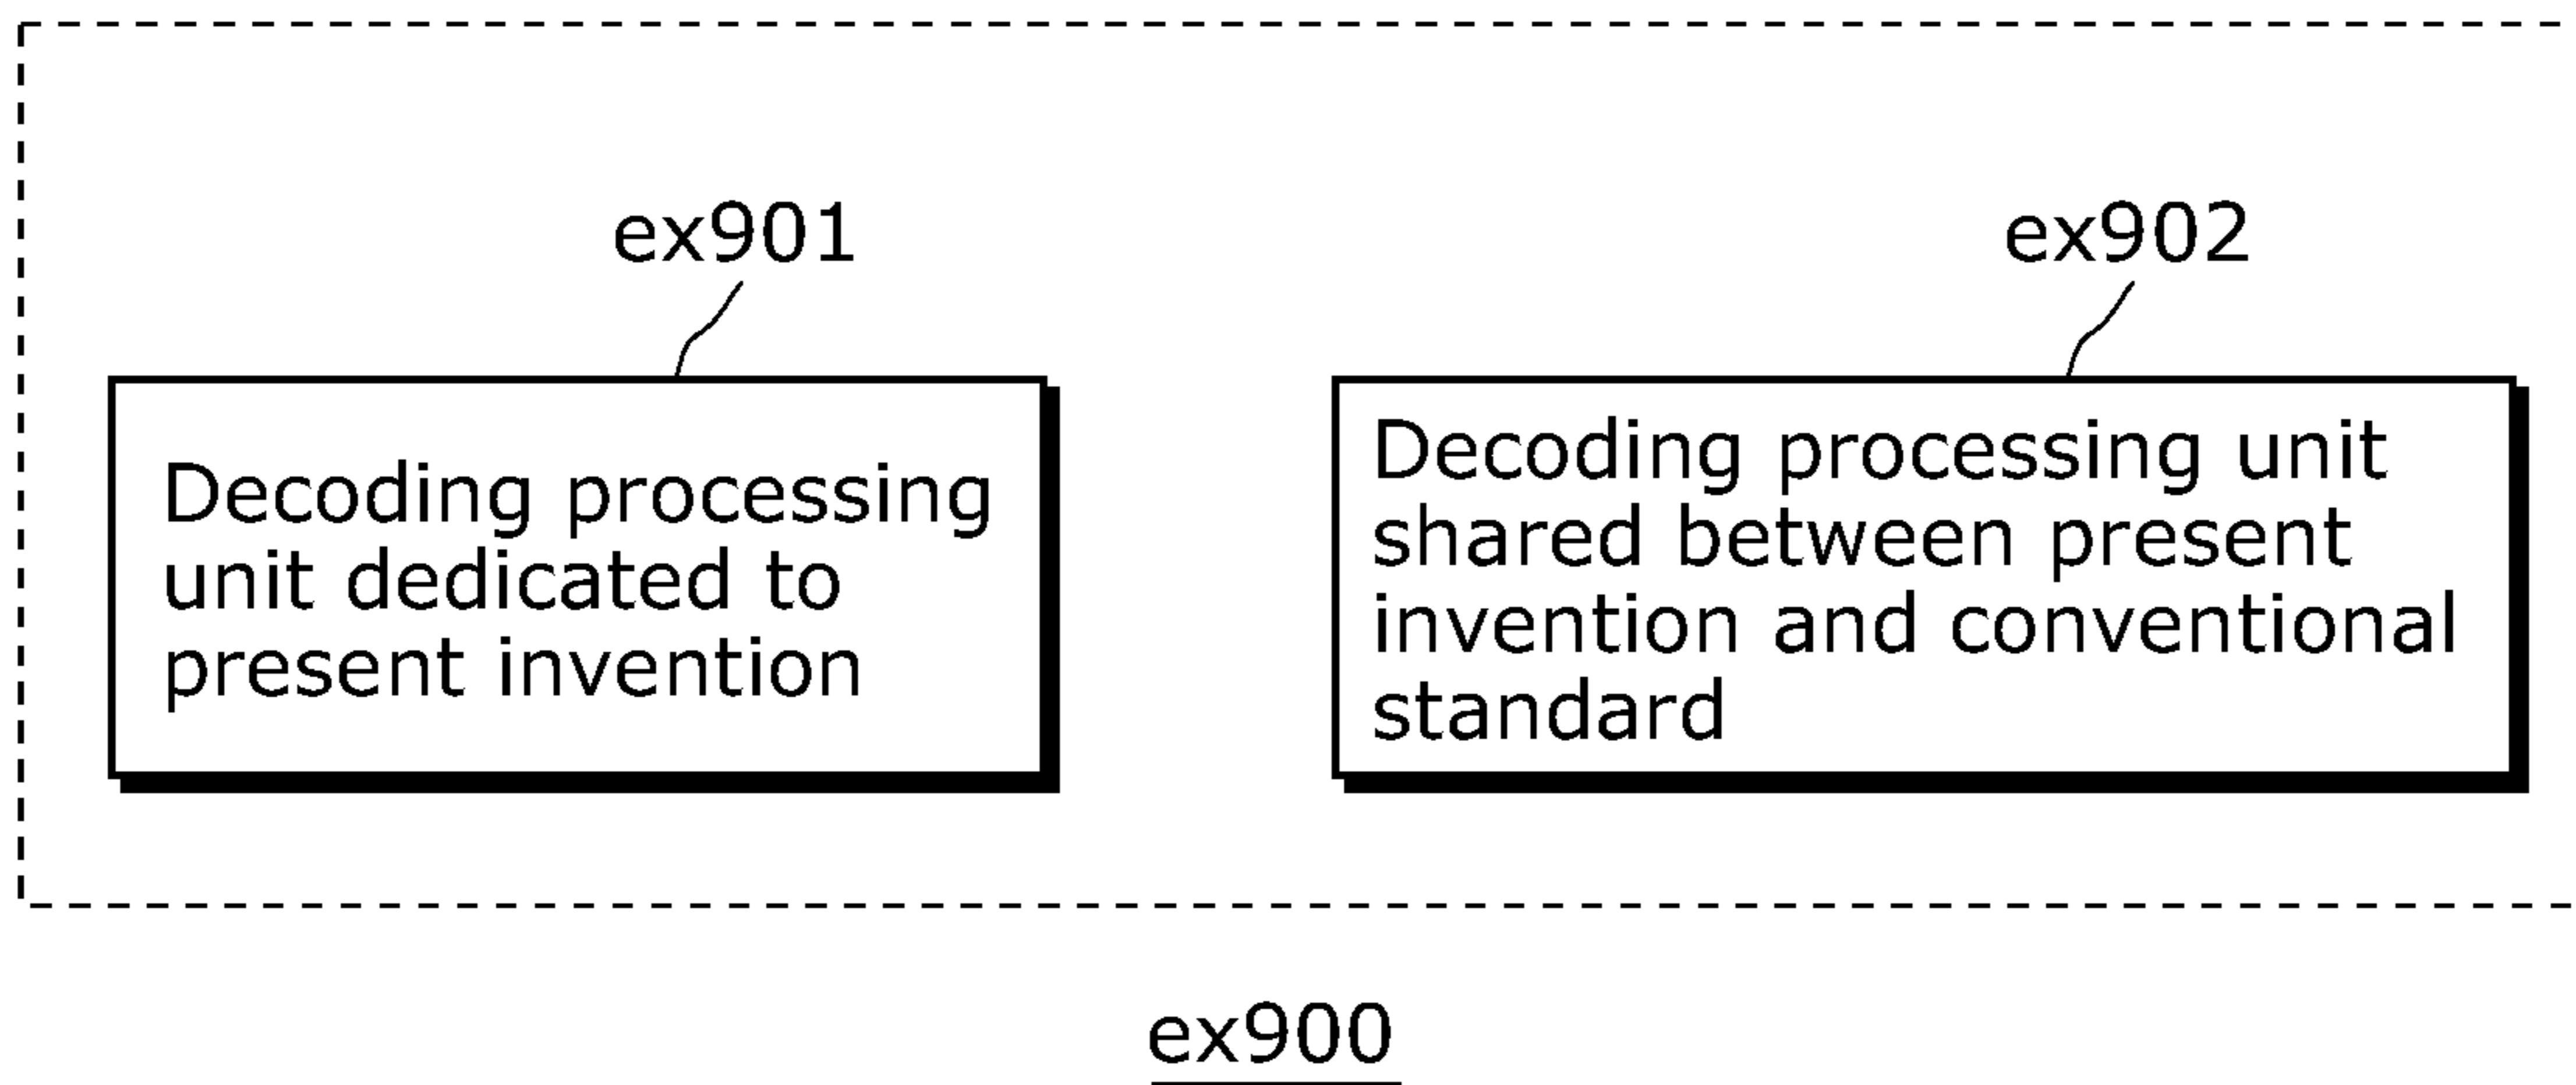 ex901
Decoding processing
unit dedicated to
present invention
ex902
Decoding processing unit
shared between present
invention and conventional
standard
ex900